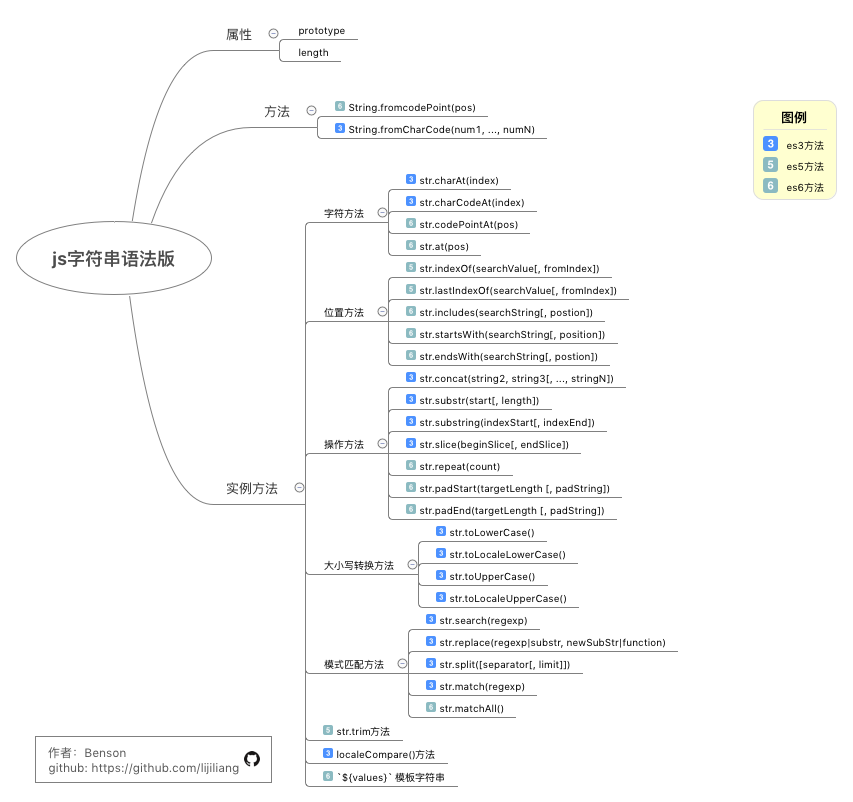 js字符串语法版
属性
prototype
length
方法
6 String.fromcodePoint(pos)
3 String.fromCharCode(num1, ..., numN)
实例方法
字符方法
3 str.charAt(index)
3 str.charCodeAt(index)
6 str.codePointAt(pos)
6 str.at(pos)
位置方法
5 str.indexOf(searchValue[, fromIndex])
5 str.lastIndexOf(searchValue[, fromIndex])
6 str.includes(searchString[, postion])
6 str.startsWith(searchString[, position])
6 str.endsWith(searchString[, postion])
操作方法
3 str.concat(string2, string3[, ..., stringN])
3 str.substr(start[, length])
3 str.substring(indexStart[, indexEnd])
3 str.slice(beginSlice[, endSlice])
6 str.repeat(count)
6 str.padStart(targetLength [, padString])
6 str.padEnd(targetLength [, padString])
大小写转换方法
3 str.toLowerCase()
3 str.toLocaleLowerCase()
3 str.toUpperCase()
3 str.toLocaleUpperCase()
模式匹配方法
3 str.search(regexp)
3 str.replace(regexp|substr, newSubStr|function)
3 str.split([separator[, limit]])
3 str.match(regexp)
6 str.matchAll()
5 str.trim方法
3 localeCompare()方法
6 `${values}` 模板字符串
图例
3 es3方法
5 es5方法
6 es6方法
作者：Benson
github: https://github.com/lijiliang